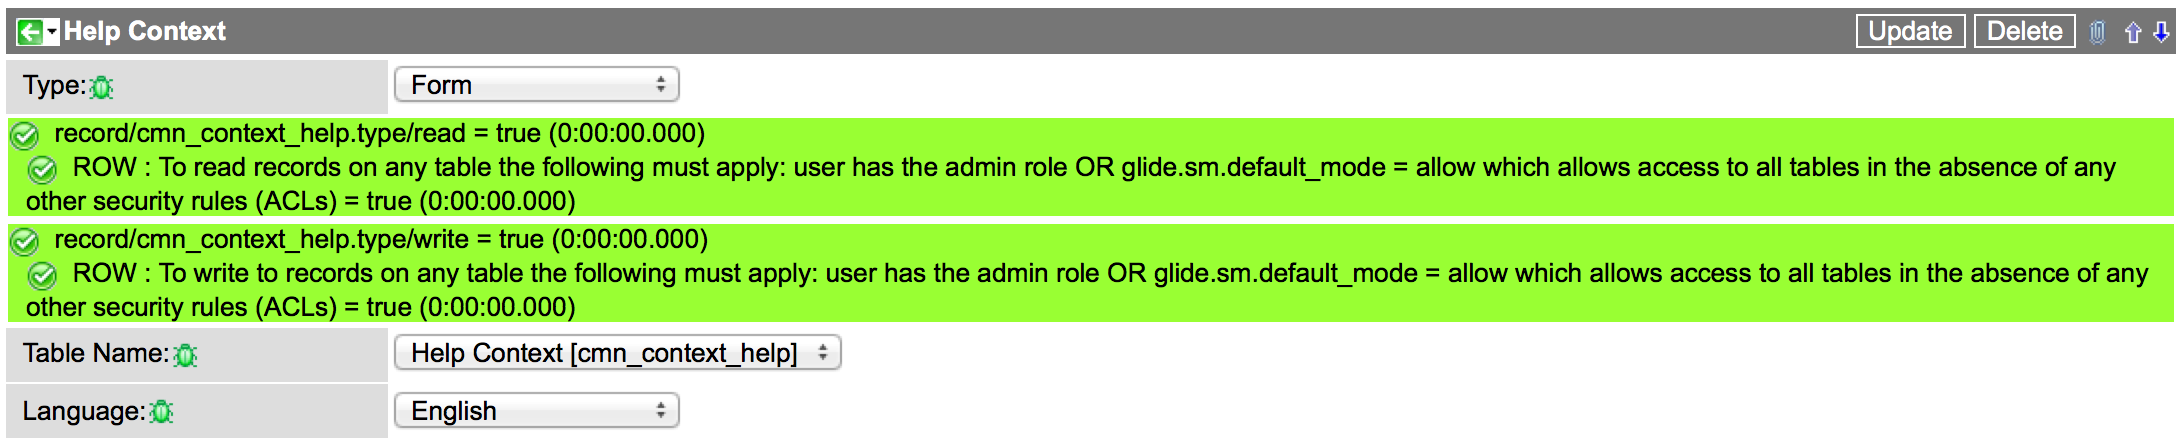 Help Context Update Delete
Type: Form
record/cmn_context_help.type/read = true (0:00:00.000)
ROW : To read records on any table the following must apply: user has the admin role OR glide.sm.default_mode = allow which allows access to all tables in the absence of any
other security rules (ACLs) = true (0:00:00.000)
record/cmn_context_help.type/write = true (0:00:00.000)
ROW : To write to records on any table the following must apply: user has the admin role OR glide.sm.default_mode = allow which allows access to all tables in the absence of any
other security rules (ACLs) = true (0:00:00.000)
Table Name: Help Context [cmn_context_help]
Language: English